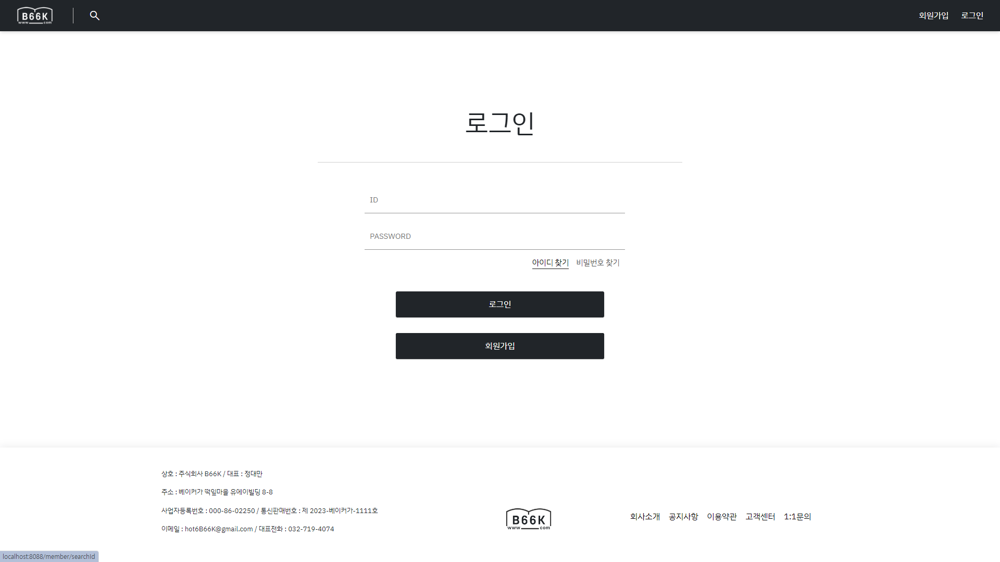 B66K
www.com
회원가입 로그인
로그인
ID
PASSWORD
아이디 찾기 비밀번호 찾기
로그인
회원가입
상호 : 주식회사 B66K / 대표 : 정대만
주소 : 베이커가 떡잎마을 유에이빌딩 8-8
사업자등록번호 : 000-86-02250 / 통신판매번호 : 제 2023-베이커가-1111호
이메일 : hot6B66K@gmail.com / 대표전화 : 032-719-4074
B66K
www.com
회사소개 공지사항 이용약관 고객센터 1:1문의
localhost:8088/member/searchId